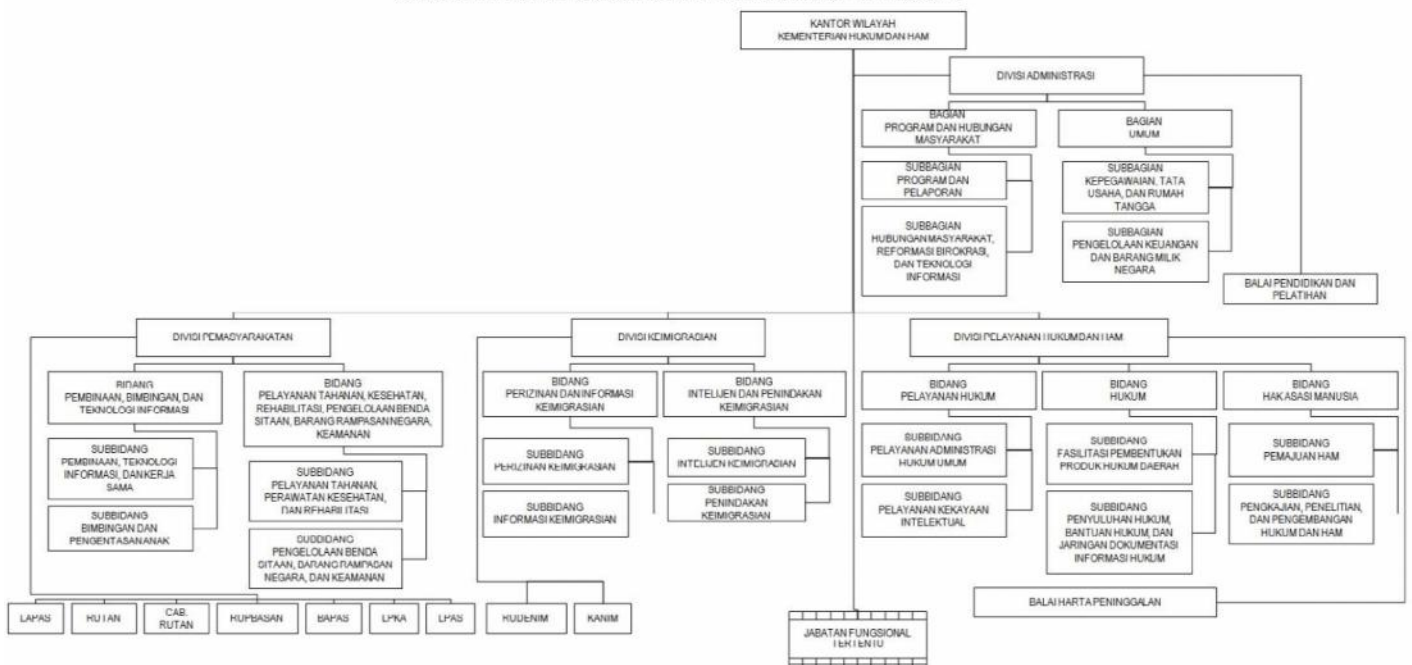 KANTOR WILAYAH
KEMENTERIAN HUKUM DAN HAM
DIVISI ADMINISTRASI
BAGIAN
PROGRAM DAN HUBUNGAN
MASYARAKAT
BAGIAN
UMUM
SUBBAGIAN
PROGRAM DAN
PELAPORAN
SUBBAGIAN
KEPEGAWAIAN, TATA
USAHA, DAN RUMAH
TANGGA
SUBBAGIAN
HUBUNGAN MASYARAKAT,
REFORMASI BIROKRASI,
DAN TEKNOLOGI
INFORMASI
SUBBAGIAN
PENGELOLAAN KEUANGAN
DAN BARANG MILIK
NEGARA
BALAI PENDIDIKAN DAN
PELATIHAN
DIVISI PEMASYARAKATAN
DIVISI KEIMIGRASIAN
DIVISI PELAYANAN HUKUM DAN HAM
BIDANG
PEMBINAAN, BIMBINGAN, DAN
TEKNOLOGI INFORMASI
BIDANG
PELAYANAN TAHANAN, KESEHATAN,
REHABILITASI, PENGELOLAAN BENDA
SITAAN, BARANG RAMPASAN NEGARA,
KEAMANAN
BIDANG
PERIZINAN DAN INFORMASI
KEIMIGRASIAN
BIDANG
INTELIJEN DAN PENINDAKAN
KEIMIGRASIAN
BIDANG
PELAYANAN HUKUM
BIDANG
HUKUM
BIDANG
HAK ASASI MANUSIA
SUBBIDANG
PEMBINAAN, TEKNOLOGI
INFORMASI, DAN KERJA
SAMA
SUBBIDANG
PELAYANAN TAHANAN,
PERAWATAN KESEHATAN,
DAN REHABILITASI
SUBBIDANG
PERIZINAN KEIMIGRASIAN
SUBBIDANG
INTELIJEN KEIMIGRASIAN
SUBBIDANG
PELAYANAN ADMINISTRASI
HUKUM UMUM
SUBBIDANG
FASILITASI PEMBENTUKAN
PRODUK HUKUM DAERAH
SUBBIDANG
PEMAJUAN HAM
SUBBIDANG
BIMBINGAN DAN
PENGENTASAN ANAK
SUBBIDANG
PENGELOLAAN BENDA
SITAAN, BARANG RAMPASAN
NEGARA, DAN KEAMANAN
SUBBIDANG
INFORMASI KEIMIGRASIAN
SUBBIDANG
PENINDAKAN
KEIMIGRASIAN
SUBBIDANG
PELAYANAN KEKAYAAN
INTELEKTUAL
SUBBIDANG
PENYULUHAN HUKUM,
BANTUAN HUKUM, DAN
JARINGAN DOKUMENTASI
INFORMASI HUKUM
SUBBIDANG
PENGKAJIAN, PENELITIAN,
DAN PENGEMBANGAN
HUKUM DAN HAM
LAPAS
RUTAN
CAB.
RUTAN
RUPBASAN
BAPAS
LPKA
LPAS
RUDENIM
KANIM
BALAI HARTA PENINGGALAN
JABATAN FUNGSIONAL
TERTENTU